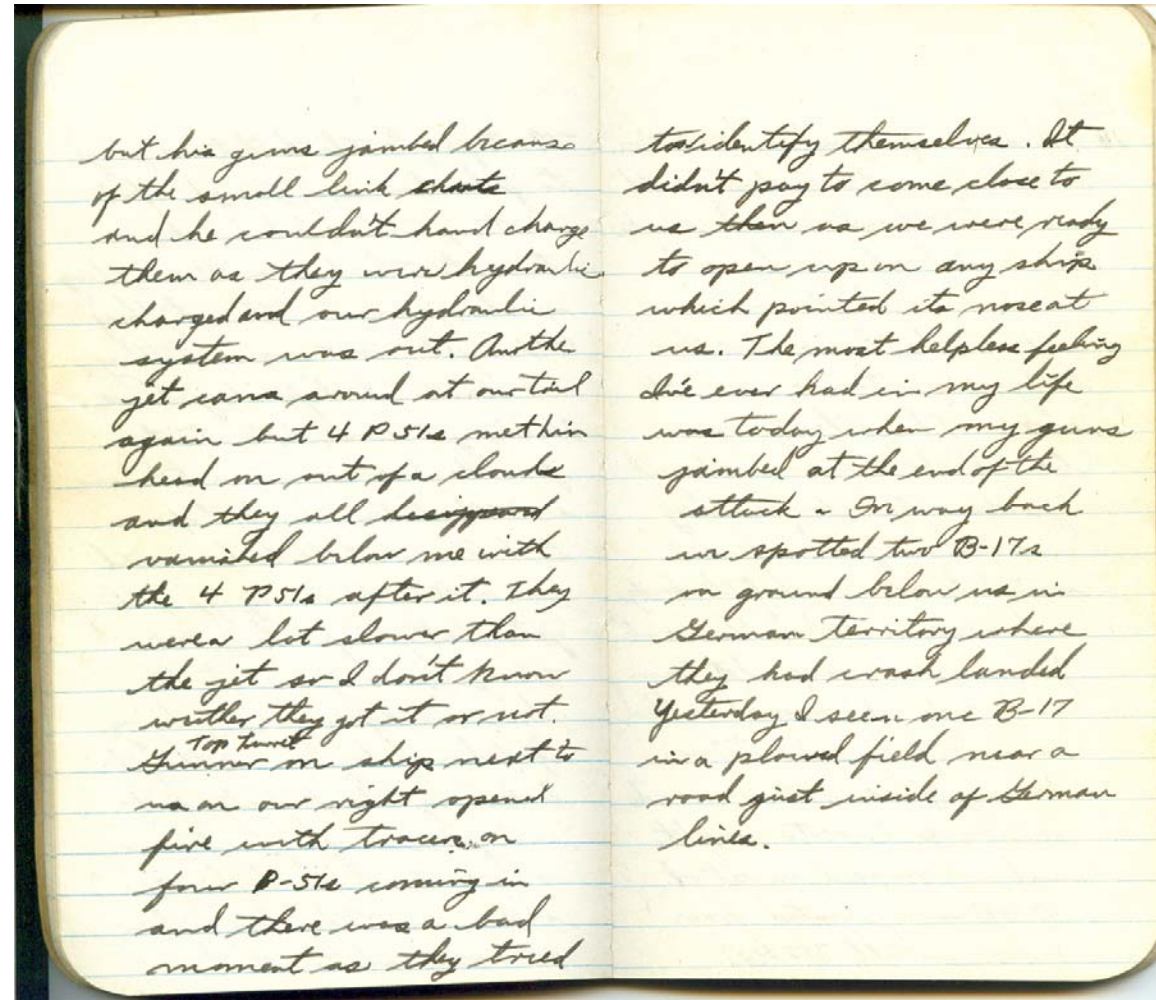 but his guns jambed because
of the small link chute
and he couldn't hand charge
them as they were hydraulic
charged and our hydraulic
system was out. Another
jet came around at our tail
again but 4 P51s met him
head on out of a clouds
and they all
vanished below me with
the 4 P51s after it. They
were a lot slower than
the jet so I don't know
wether they got it or not.
Top turret
Gunner on ship next to
us on our right opened
fire with tracers on
four P-51s coming in
and there was a bad
moment as they tried
to identify themselves. It
didn't pay to come close to
us then as we were ready
to open up on any ship
which pointed its nose at
us. The most helpless feeling
I've ever had in my life
was today when my guns
jambed at the end of the
attack. On way back
we spotted two B-17s
on ground below us in
German Territory where
they had crash landed
Yesterday I seen one B-17
in a plowed field near a
road just inside of German
lines.